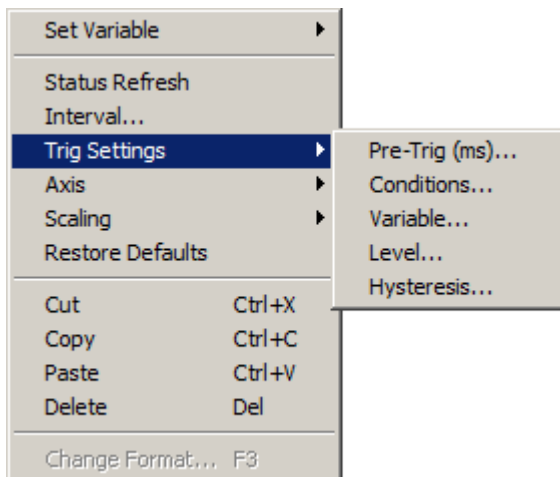 Set Variable
Status Refresh
Interval...
Trig Settings
Axis
Scaling
Restore Defaults
Cut Ctrl+X
Copy Ctrl+C
Paste Ctrl+V
Delete Del
Change Format... F3
Pre-Trig (ms)...
Conditions...
Variable...
Level...
Hysteresis...